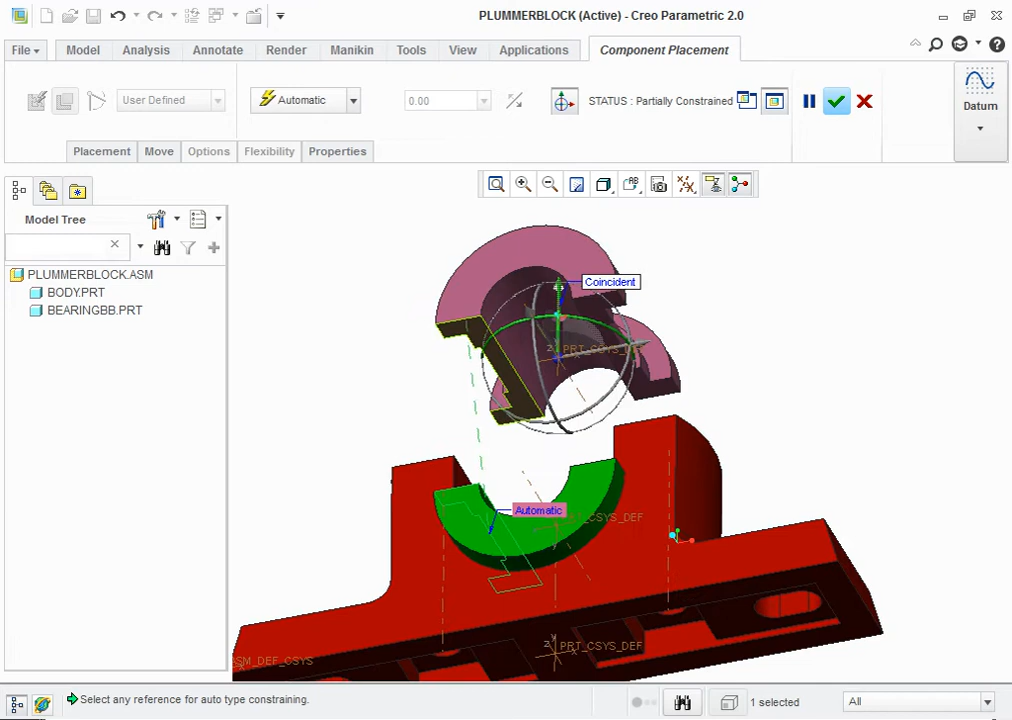 PLUMMERBLOCK (Active) - Creo Parametric 2.0
File Model Analysis Annotate Render Manikin Tools View Applications Component Placement
User Defined Automatic 0.00 STATUS : Partially Constrained
Datum
Placement Move Options Flexibility Properties
Model Tree
PLUMMERBLOCK.ASM
BODY.PRT
BEARINGBB.PRT
Coincident
PRT_CSYS_DEF
Automatic
PRT_CSYS_DEF
PRT_CSYS_DEF
ASM_DEF_CSYS
Select any reference for auto type constraining.
1 selected
All